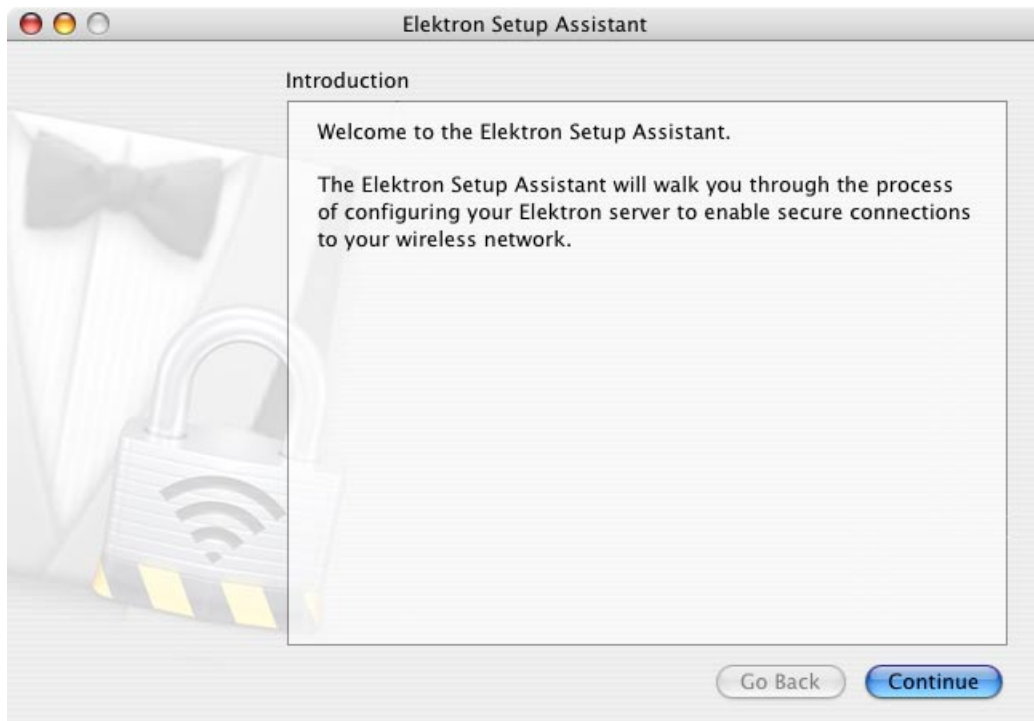 Elektron Setup Assistant
Introduction
Welcome to the Elektron Setup Assistant.
The Elektron Setup Assistant will walk you through the process
of configuring your Elektron server to enable secure connections
to your wireless network.
Go Back
Continue